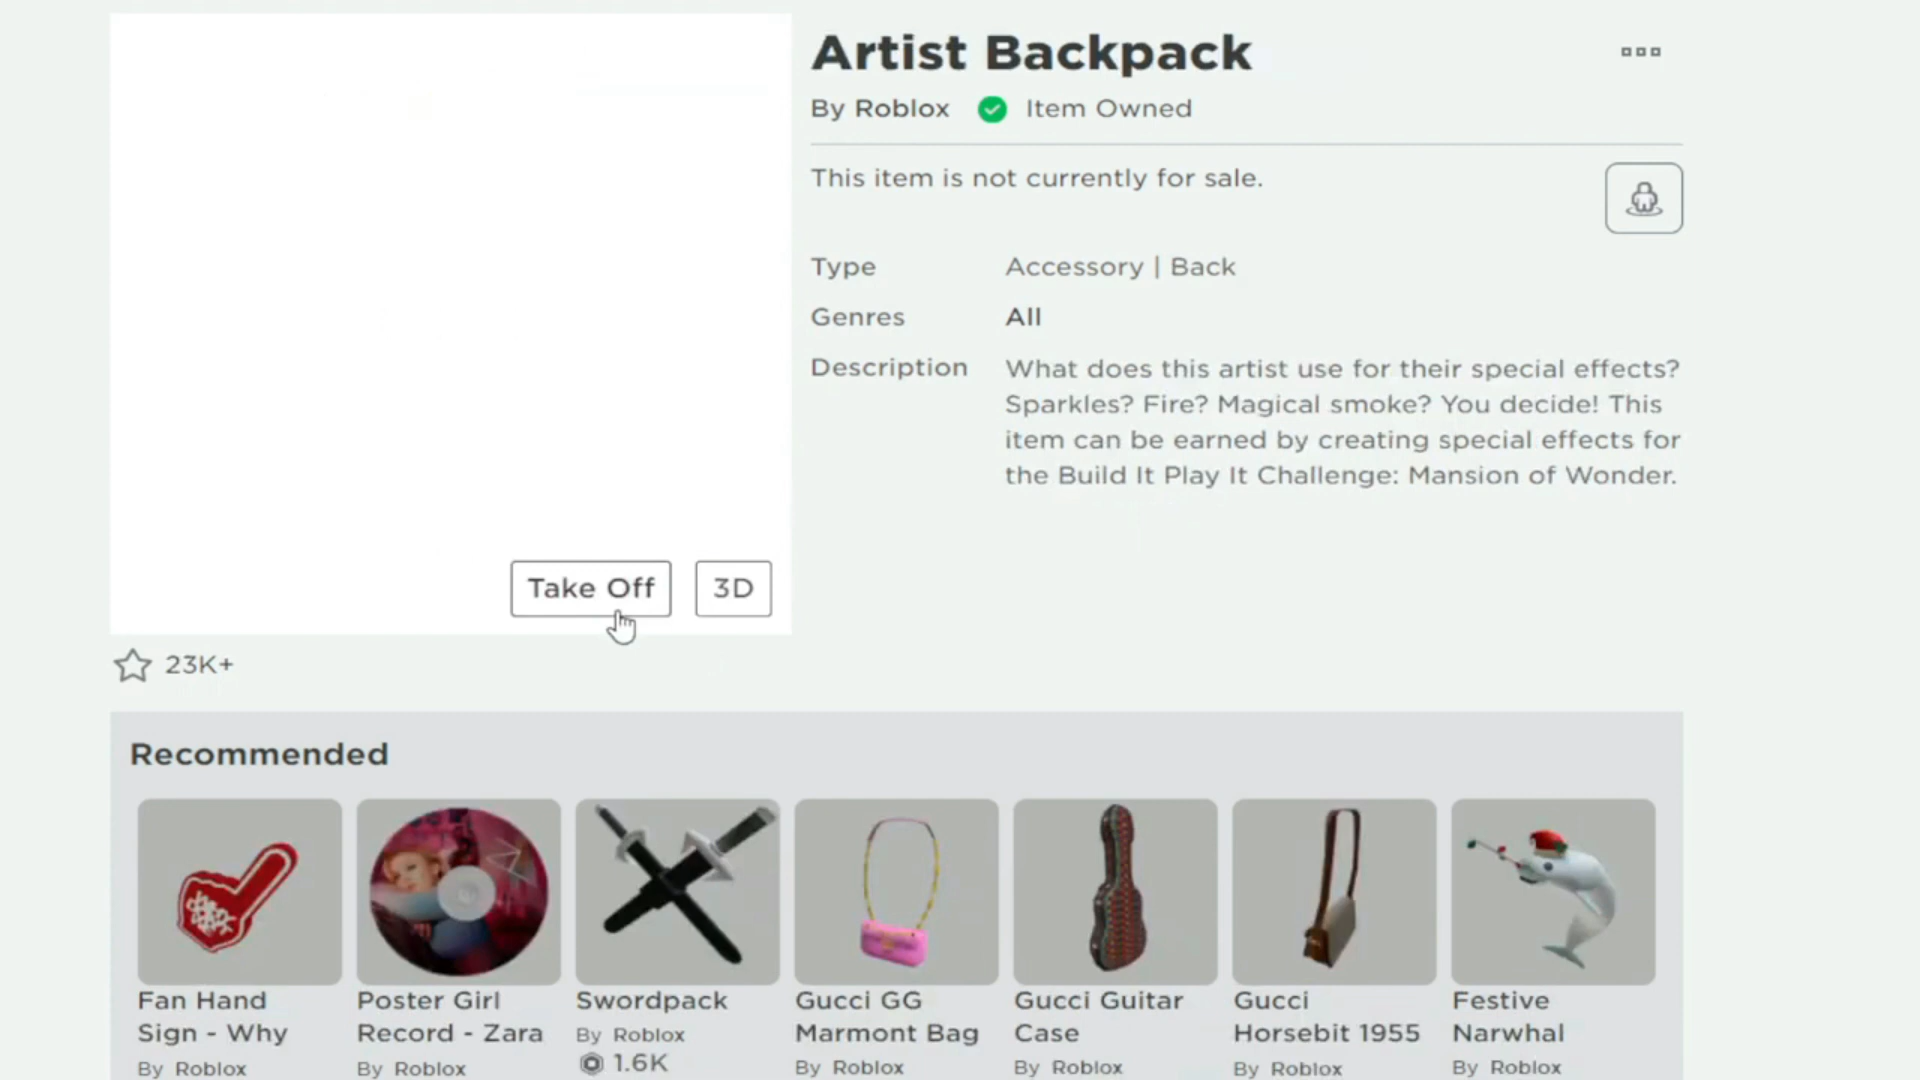 Artist Backpack
By Roblox Item Owned
This item is not currently for sale.
Type Accessory | Back
Genres All
Description What does this artist use for their special effects?
Sparkles? Fire? Magical smoke? You decide! This
item can be earned by creating special effects for
the Build It Play It Challenge: Mansion of Wonder.
Take Off 3D
23K+
Recommended
Fan Hand
Sign - Why
By Roblox
Poster Girl
Record - Zara
By Roblox
Swordpack
By Roblox
1.6K
Gucci GG
Marmont Bag
By Roblox
Gucci Guitar
Case
By Roblox
Gucci
Horsebit 1955
By Roblox
Festive
Narwhal
By Roblox